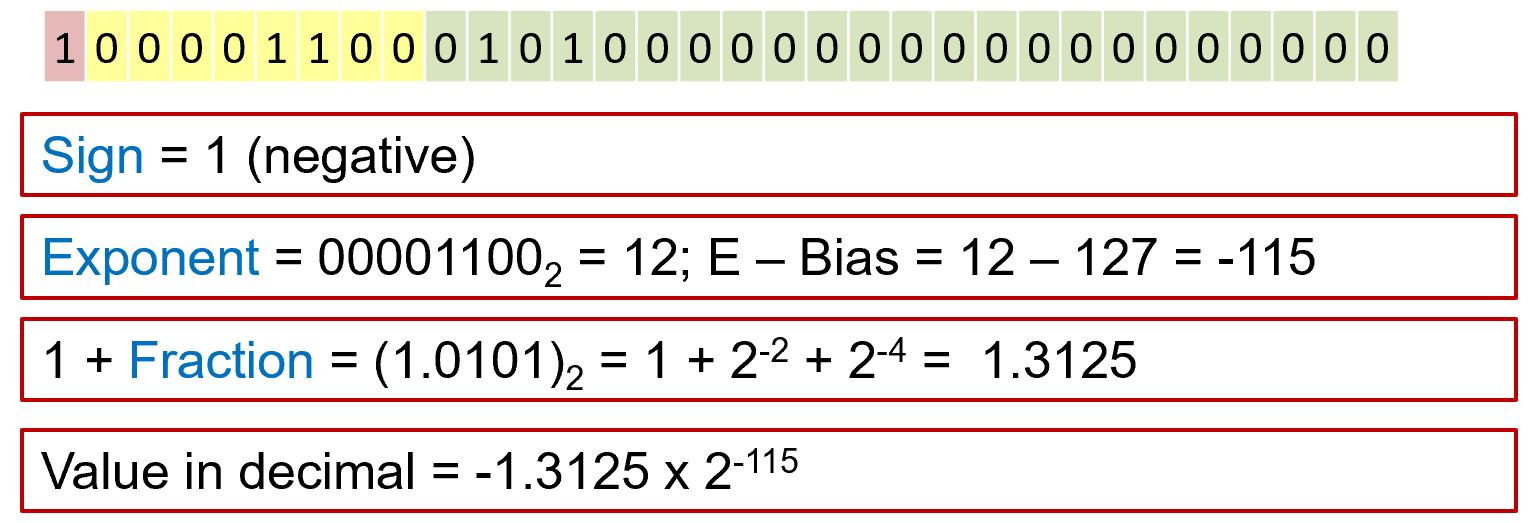 1 0 0 0 0 1 1 0 0 0 1 0 1 0 0 0 0 0 0 0 0 0 0 0 0 0 0 0 0 0 0 0
Sign = 1 (negative)
Exponent = 00001100₂ = 12; E – Bias = 12 – 127 = -115
1 + Fraction = (1.0101)₂ = 1 + 2⁻² + 2⁻⁴ = 1.3125
Value in decimal = -1.3125 x 2⁻¹¹⁵